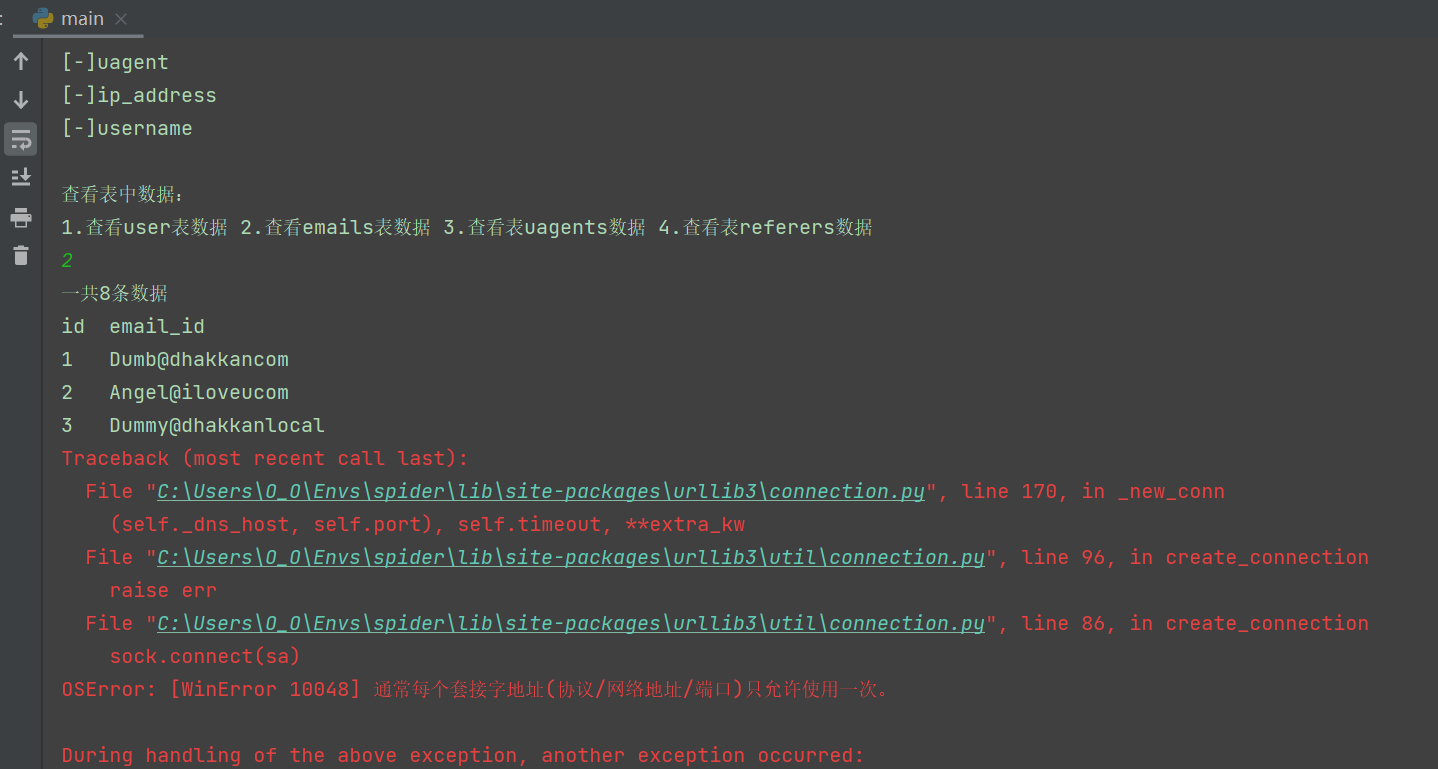 main
[-]uagent
[-]ip_address
[-]username
查看表中数据:
1.查看user表数据 2.查看emails表数据 3.查看表uagents数据 4.查看表referers数据
2
一共8条数据
id  email_id
1   Dumb@dhakkancom
2   Angel@iloveucom
3   Dummy@dhakkanlocal
Traceback (most recent call last):
  File "C:\Users\O_O\Envs\spider\lib\site-packages\urllib3\connection.py", line 170, in _new_conn
    (self._dns_host, self.port), self.timeout, **extra_kw
  File "C:\Users\O_O\Envs\spider\lib\site-packages\urllib3\util\connection.py", line 96, in create_connection
    raise err
  File "C:\Users\O_O\Envs\spider\lib\site-packages\urllib3\util\connection.py", line 86, in create_connection
    sock.connect(sa)
OSError: [WinError 10048] 通常每个套接字地址(协议/网络地址/端口)只允许使用一次。
During handling of the above exception, another exception occurred: